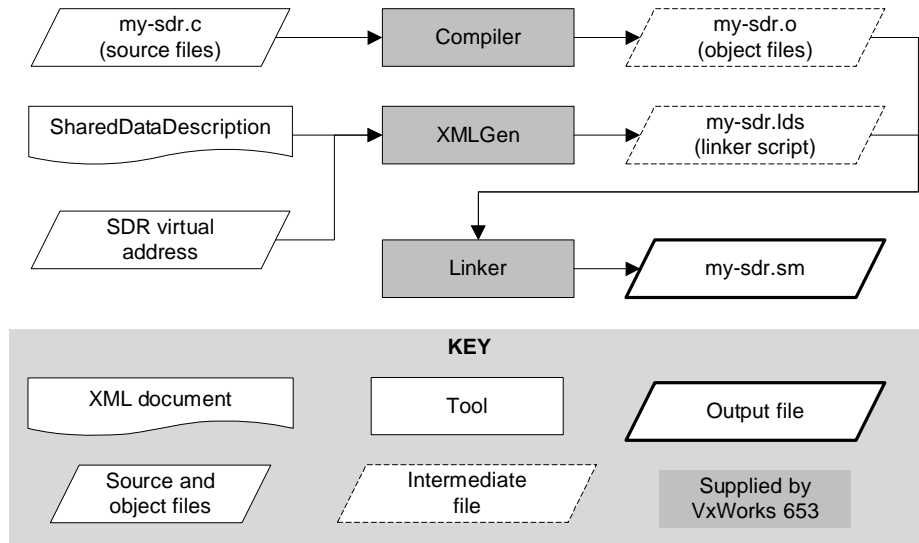 my-sdr.c
(source files)
Compiler
my-sdr.o
(object files)
SharedDataDescription
XMLGen
my-sdr.lds
(linker script)
SDR virtual
address
Linker
my-sdr.sm
KEY
XML document
Tool
Output file
Source and
object files
Intermediate
file
Supplied by
VxWorks 653